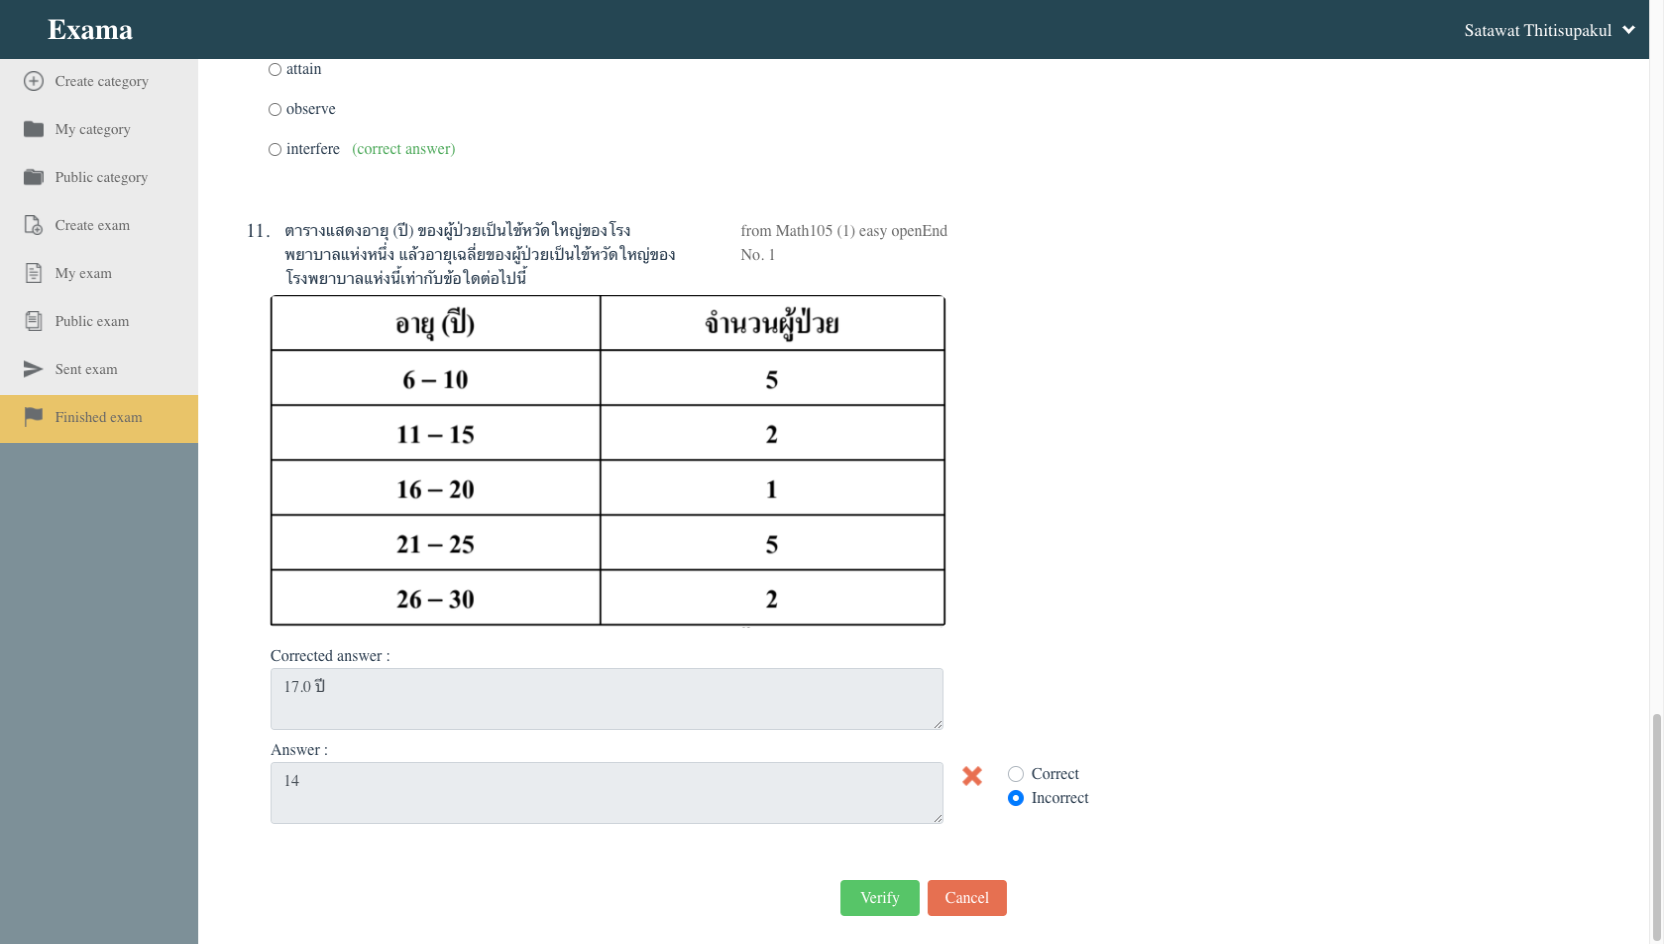 Exama
Satawat Thitisupakul
Create category
My category
Public category
Create exam
My exam
Public exam
Sent exam
Finished exam
attain
observe
interfere (correct answer)
11. ตารางแสดงอายุ (ปี) ของผู้ป่วยเป็นไข้หวัดใหญ่ของโรง
พยาบาลแห่งหนึ่ง แล้วอายุเฉลี่ยของผู้ป่วยเป็นไข้หวัดใหญ่ของ
โรงพยาบาลแห่งนี้เท่ากับข้อใดต่อไปนี้
from Math105 (1) easy openEnd
No. 1
อายุ (ปี) จำนวนผู้ป่วย
6 – 10 5
11 – 15 2
16 – 20 1
21 – 25 5
26 – 30 2
Corrected answer :
17.0 ปี
Answer :
14
Correct
Incorrect
Verify Cancel